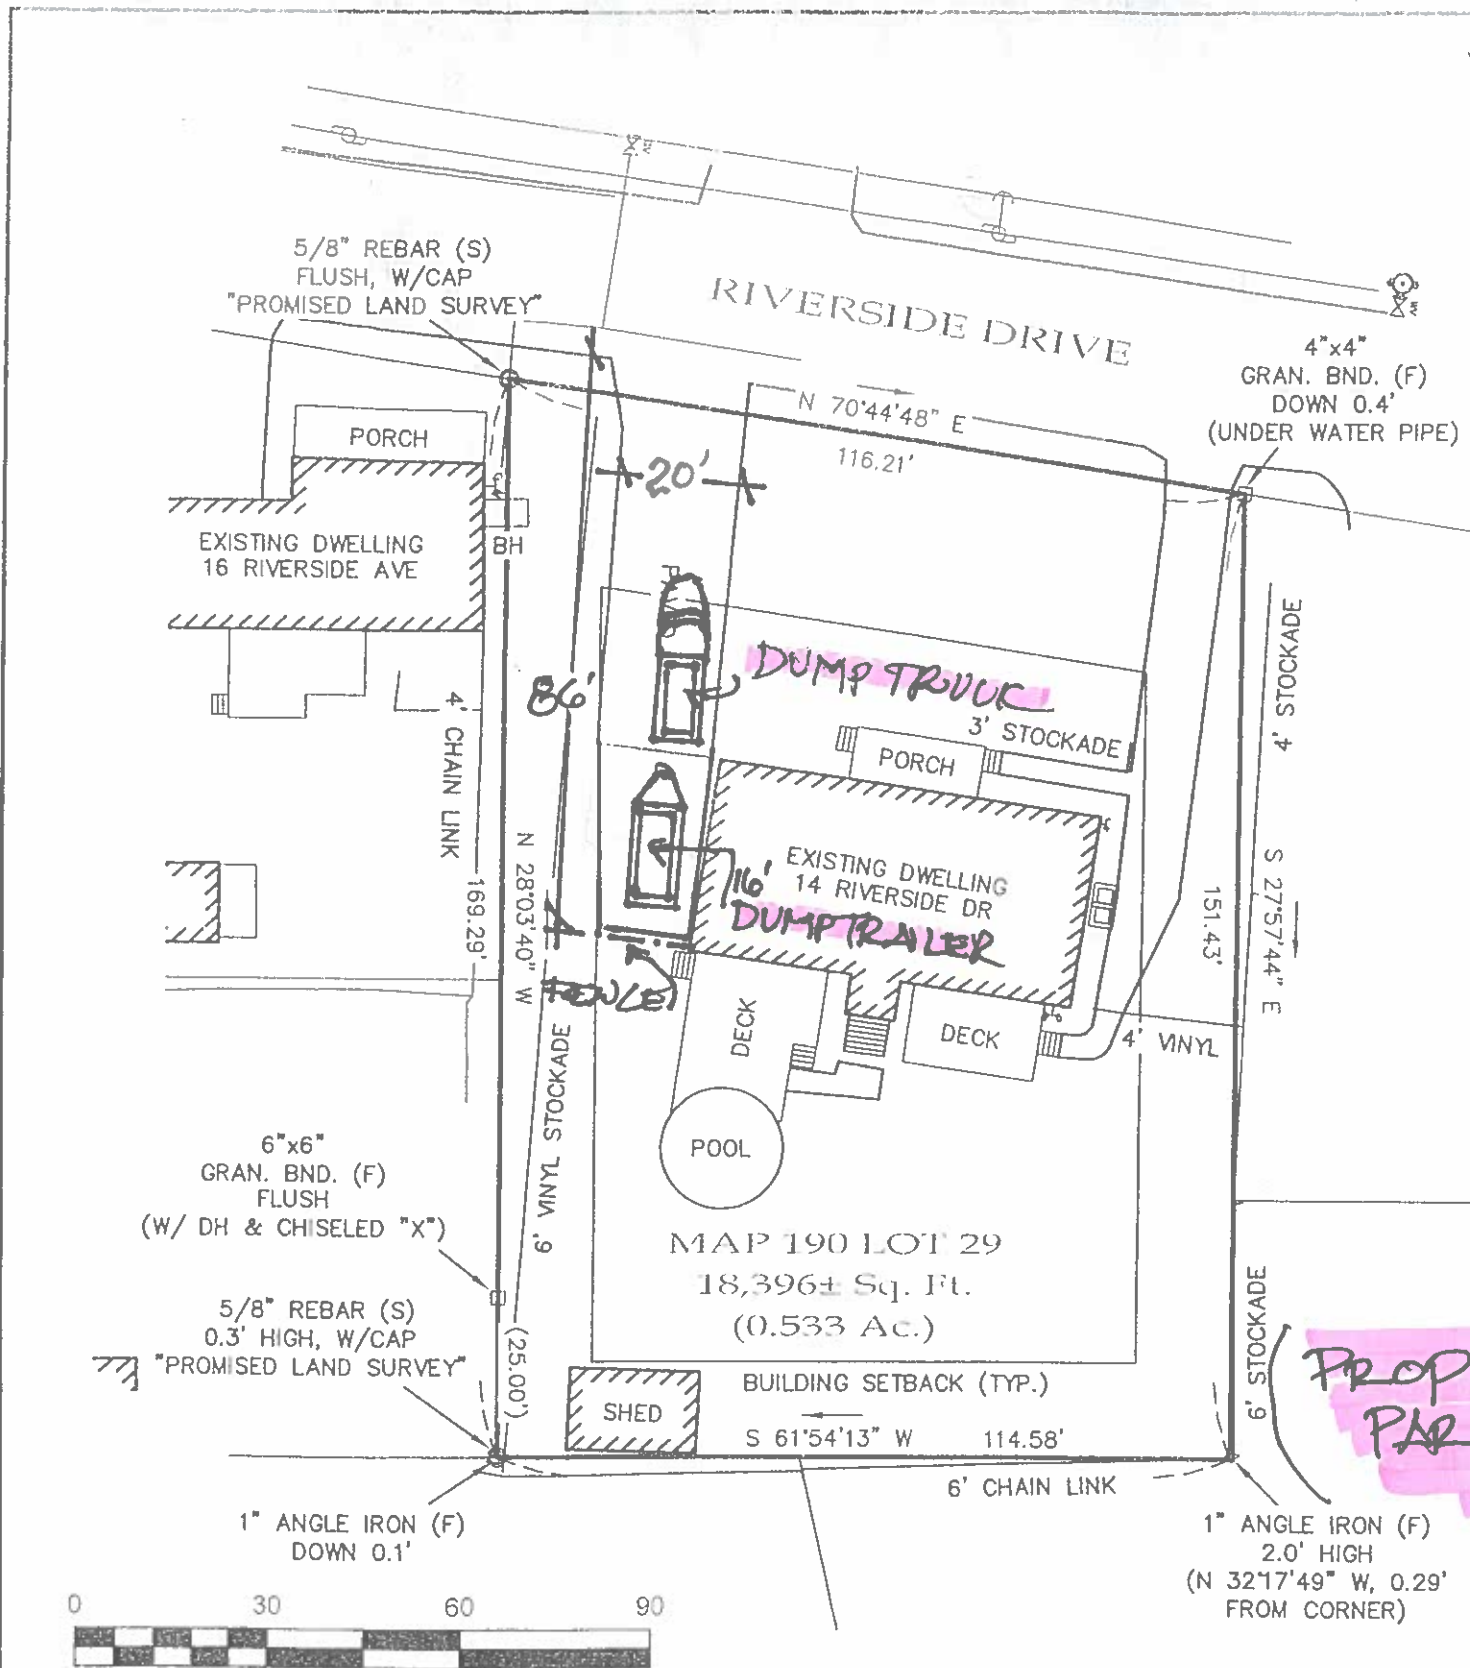 5/8" REBAR (S)
FLUSH, W/CAP
"PROMISED LAND SURVEY"
RIVERSIDE DRIVE
4"x4"
GRAN. BND. (F)
DOWN 0.4'
(UNDER WATER PIPE)
N 70°44'48" E
116.21'
PORCH
20'
EXISTING DWELLING
16 RIVERSIDE AVE
BH
4' STOCKADE
DUMP TRUCK
86'
3' STOCKADE
PORCH
4' CHAIN LINK
169.29'
N 28°03'40" W
EXISTING DWELLING
14 RIVERSIDE DR
16'
DUMP TRAILER
151.43'
S 27°57'44" E
DECK
DECK
4' VINYL
6' VINYL STOCKADE
POOL
6"x6"
GRAN. BND. (F)
FLUSH
(W/ DH & CHISELED "X")
MAP 190 LOT 29
18,396± Sq. Ft.
(0.533 Ac.)
5/8" REBAR (S)
0.3' HIGH, W/CAP
"PROMISED LAND SURVEY"
(25.00')
6' STOCKADE
PROP
PAR
BUILDING SETBACK (TYP.)
SHED
S 61°54'13" W
114.58'
6' CHAIN LINK
1" ANGLE IRON (F)
DOWN 0.1'
1" ANGLE IRON (F)
2.0' HIGH
(N 32°17'49" W, 0.29'
FROM CORNER)
0 30 60 90